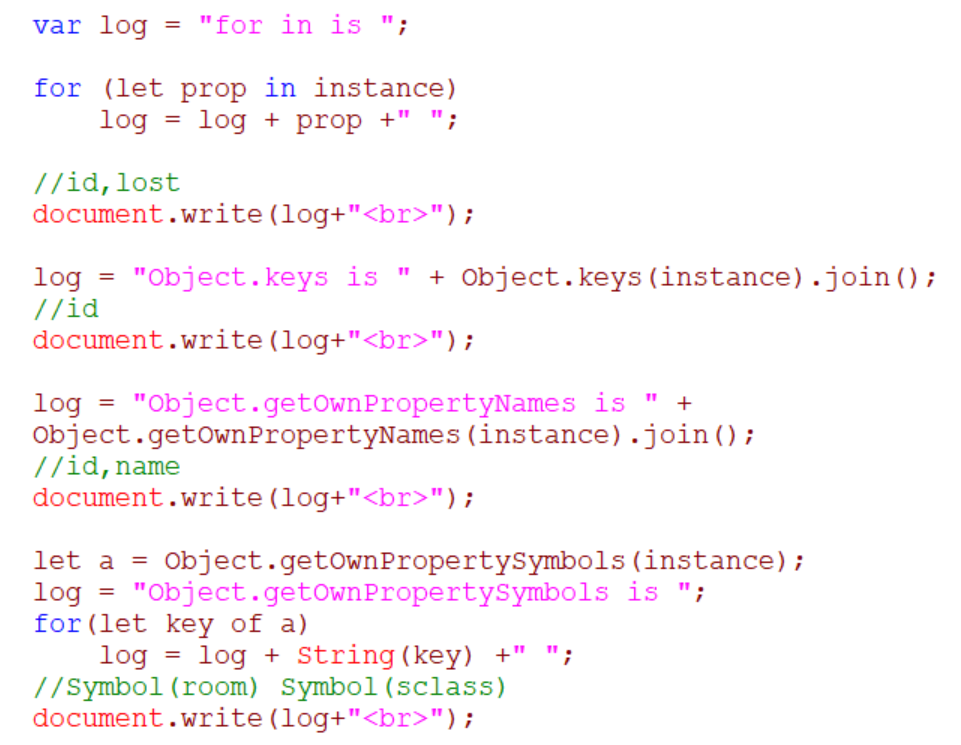 var log = "for in is ";
for (let prop in instance)
    log = log + prop +" ";
//id,lost
document.write(log+"<br>");
log = "Object.keys is " + Object.keys(instance).join();
//id
document.write(log+"<br>");
log = "Object.getOwnPropertyNames is " +
Object.getOwnPropertyNames(instance).join();
//id,name
document.write(log+"<br>");
let a = Object.getOwnPropertySymbols(instance);
log = "Object.getOwnPropertySymbols is ";
for(let key of a)
    log = log + String(key) +" ";
//Symbol(room) Symbol(sclass)
document.write(log+"<br>");